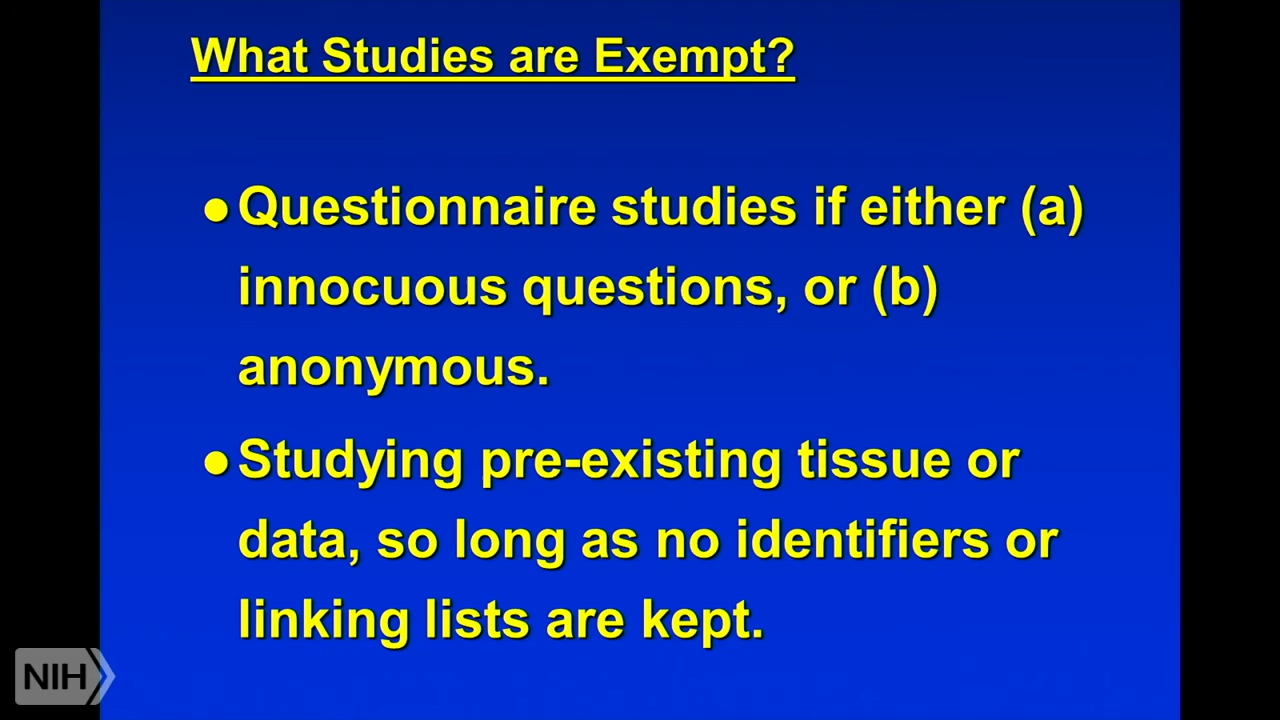 What Studies are Exempt?
● Questionnaire studies if either (a)
innocuous questions, or (b)
anonymous.
● Studying pre-existing tissue or
data, so long as no identifiers or
linking lists are kept.
NIH